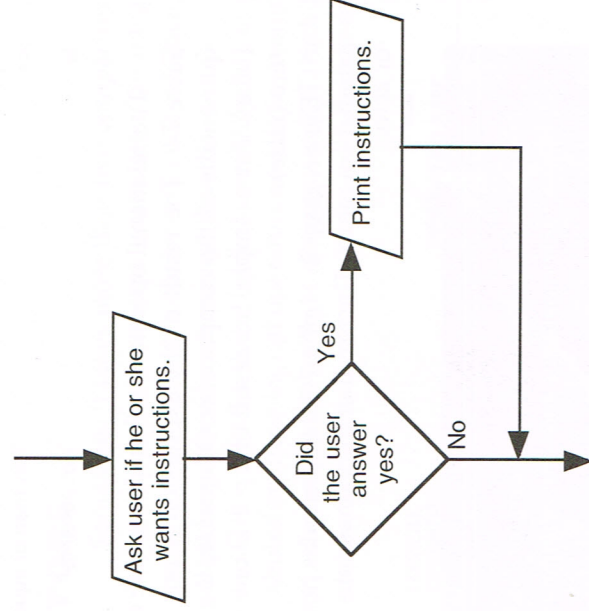 Ask user if he or she
wants instructions.
Did
the user
answer
yes?
Yes
Print instructions.
No